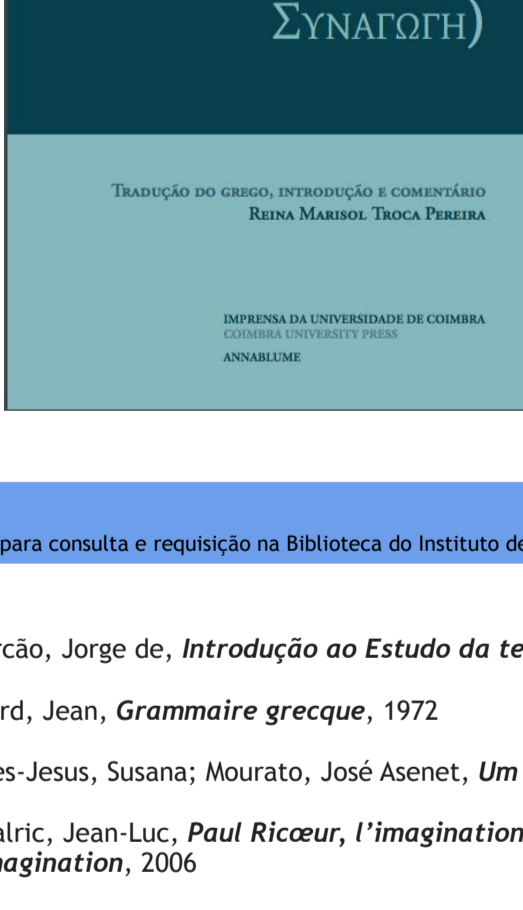 ΣΥΝΑΓΩΓΗ)
TRADUÇÃO DO GREGO, INTRODUÇÃO E COMENTÁRIO
REINA MARISOL TROCA PEREIRA
IMPRENSA DA UNIVERSIDADE DE COIMBRA
COIMBRA UNIVERSITY PRESS
ANNABLUME
para consulta e requisição na Biblioteca do Instituto de
rcão, Jorge de, Introdução ao Estudo da te
rd, Jean, Grammaire grecque, 1972
es-Jesus, Susana; Mourato, José Asenet, Um
alric, Jean-Luc, Paul Ricœur, l’imagination
magination, 2006